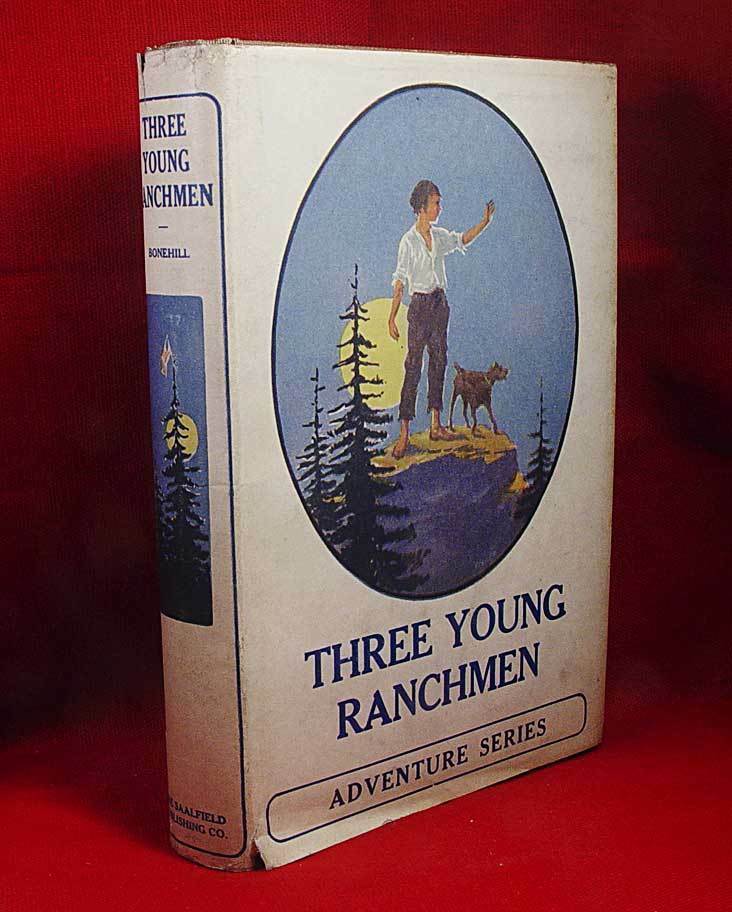 THREE
YOUNG
RANCHMEN
BONEHILL
SAALFIELD
PUBLISHING CO.
THREE YOUNG
RANCHMEN
ADVENTURE SERIES